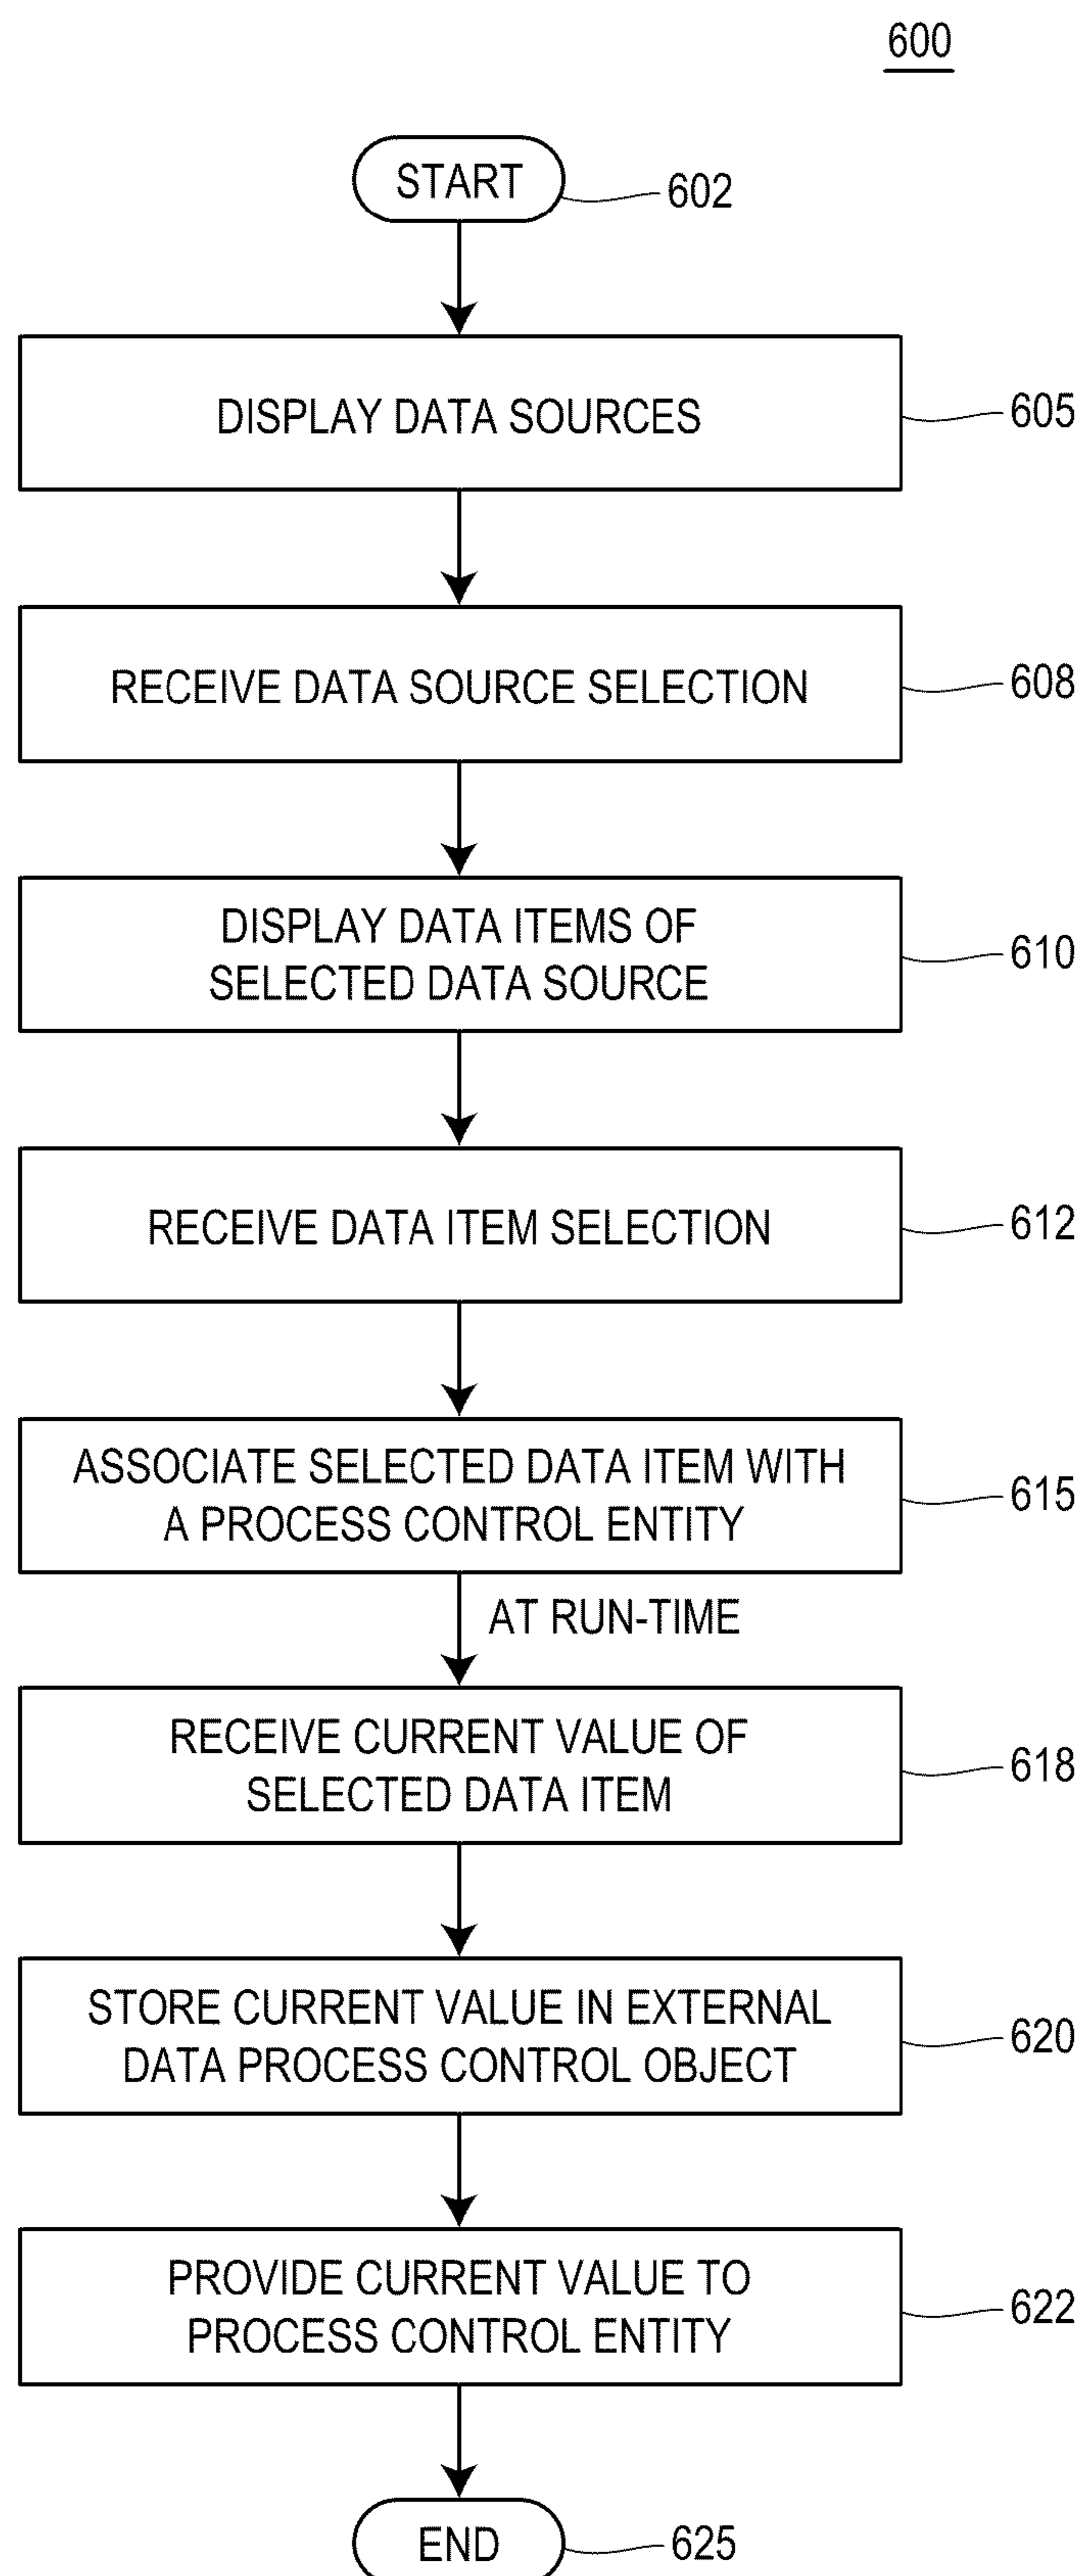 600
START
602
DISPLAY DATA SOURCES
605
RECEIVE DATA SOURCE SELECTION
608
DISPLAY DATA ITEMS OF
SELECTED DATA SOURCE
610
RECEIVE DATA ITEM SELECTION
612
ASSOCIATE SELECTED DATA ITEM WITH
A PROCESS CONTROL ENTITY
615
AT RUN-TIME
RECEIVE CURRENT VALUE OF
SELECTED DATA ITEM
618
STORE CURRENT VALUE IN EXTERNAL
DATA PROCESS CONTROL OBJECT
620
PROVIDE CURRENT VALUE TO
PROCESS CONTROL ENTITY
622
END
625